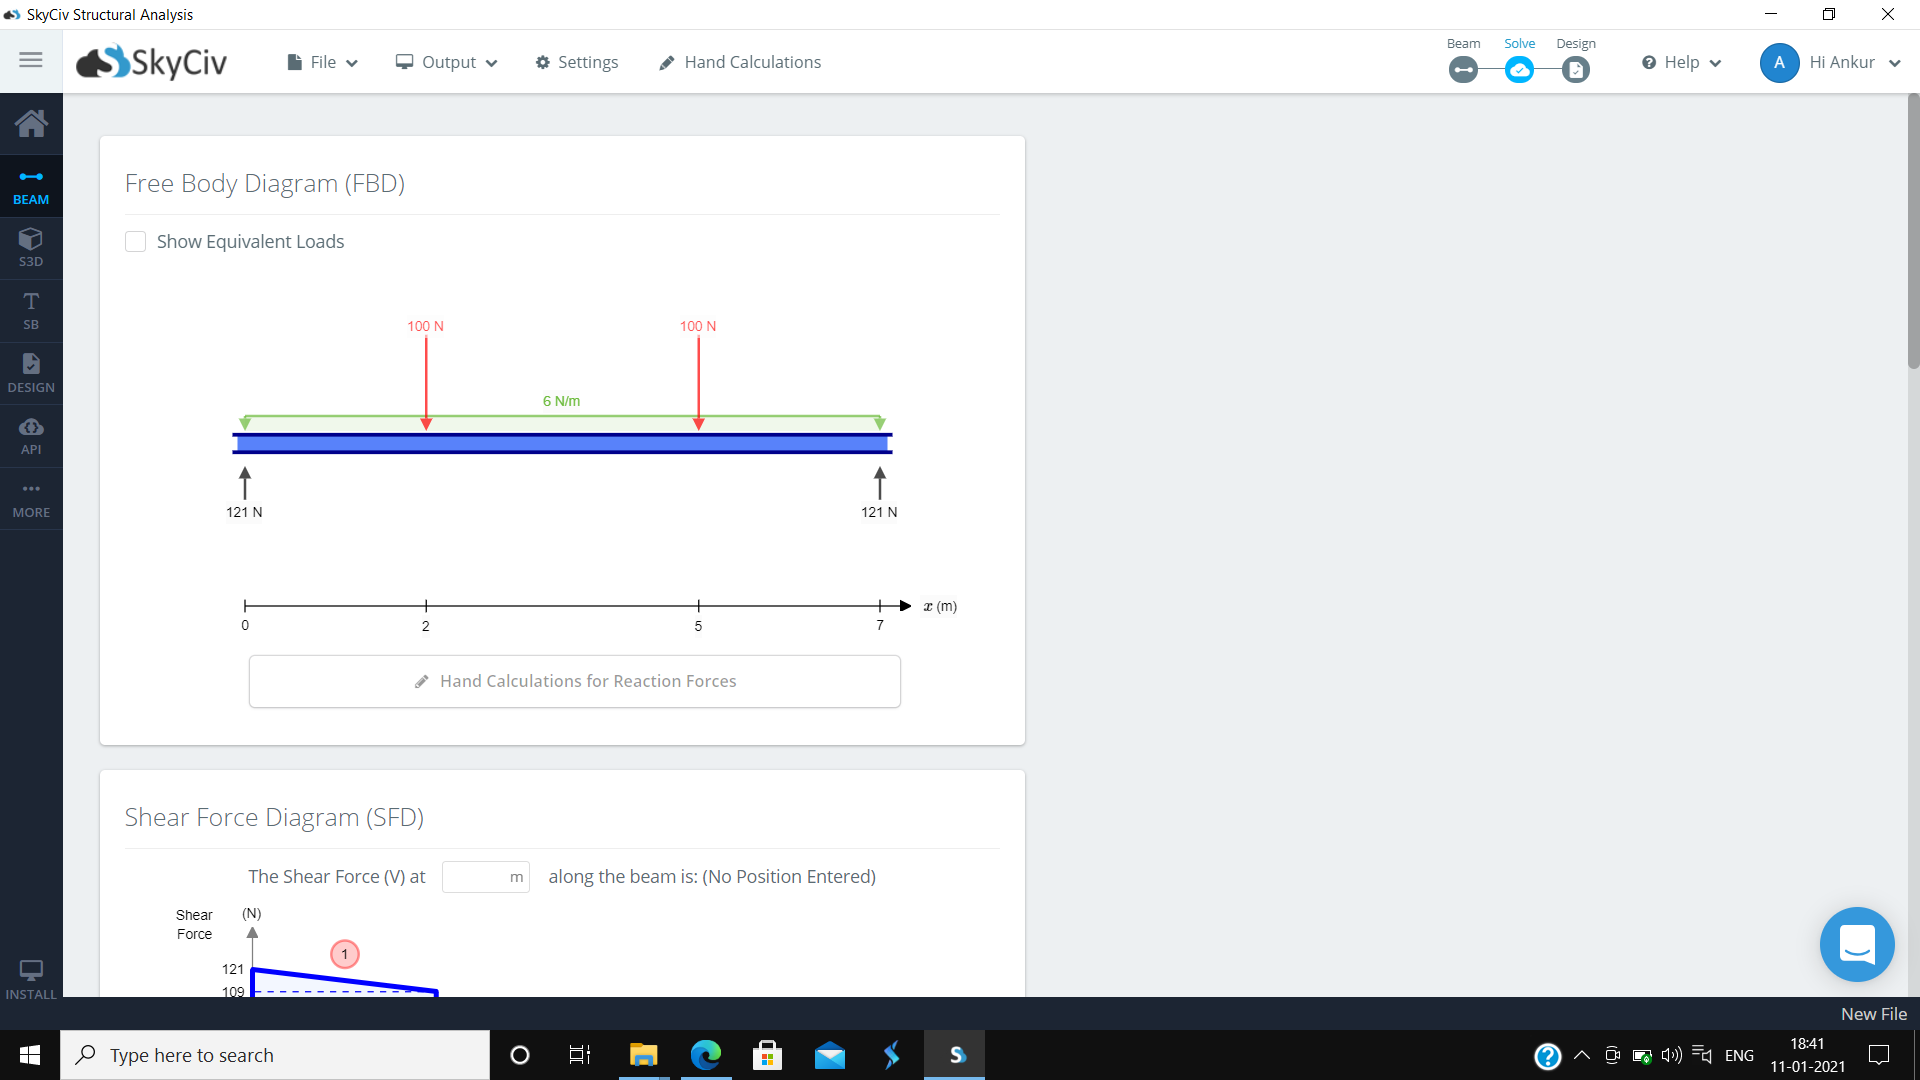 SkyCiv Structural Analysis
SkyCiv
File
Output
Settings
Hand Calculations
Beam
Solve
Design
Help
A
Hi Ankur
BEAM
S3D
SB
DESIGN
API
MORE
INSTALL
Free Body Diagram (FBD)
Show Equivalent Loads
100 N
100 N
6 N/m
121 N
121 N
x (m)
0
2
5
7
Hand Calculations for Reaction Forces
Shear Force Diagram (SFD)
The Shear Force (V) at m along the beam is: (No Position Entered)
Shear
Force
(N)
1
121
109
New File
Type here to search
ENG
18:41
11-01-2021